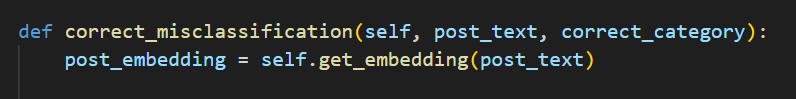 def correct_misclassification(self, post_text, correct_category):
    post_embedding = self.get_embedding(post_text)